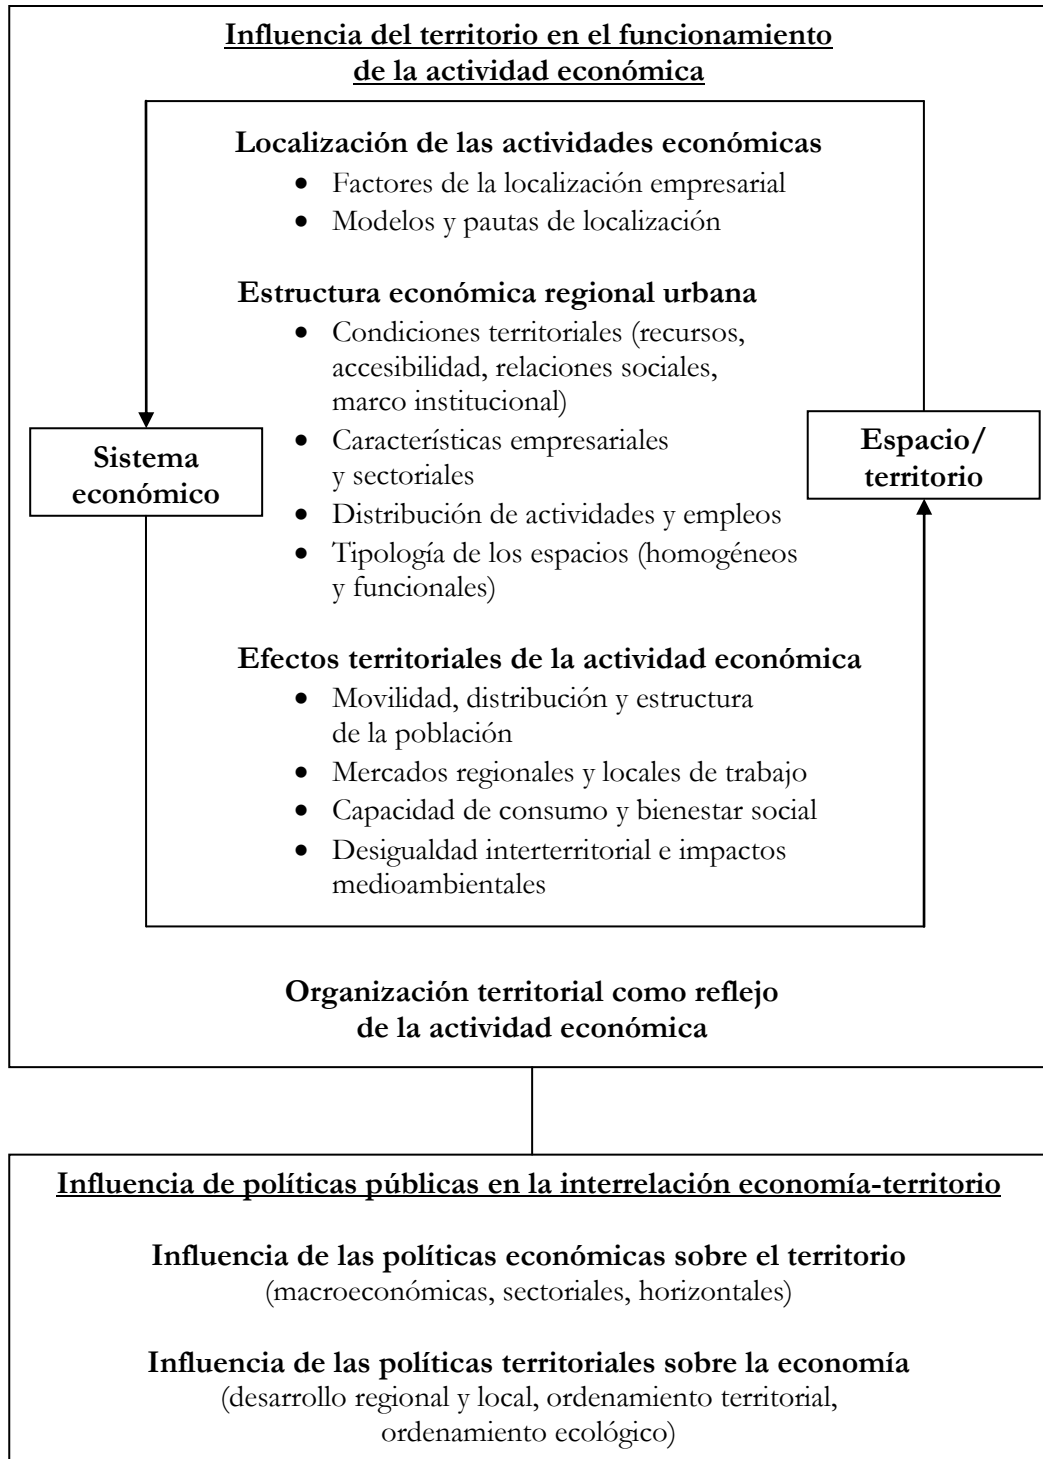 Influencia del territorio en el funcionamiento
de la actividad económica
Localización de las actividades económicas
• Factores de la localización empresarial
• Modelos y pautas de localización
Estructura económica regional urbana
• Condiciones territoriales (recursos,
accesibilidad, relaciones sociales,
marco institucional)
• Características empresariales
y sectoriales
• Distribución de actividades y empleos
• Tipología de los espacios (homogéneos
y funcionales)
Sistema
económico
Espacio/
territorio
Efectos territoriales de la actividad económica
• Movilidad, distribución y estructura
de la población
• Mercados regionales y locales de trabajo
• Capacidad de consumo y bienestar social
• Desigualdad interterritorial e impactos
medioambientales
Organización territorial como reflejo
de la actividad económica
Influencia de políticas públicas en la interrelación economía-territorio
Influencia de las políticas económicas sobre el territorio
(macroeconómicas, sectoriales, horizontales)
Influencia de las políticas territoriales sobre la economía
(desarrollo regional y local, ordenamiento territorial,
ordenamiento ecológico)